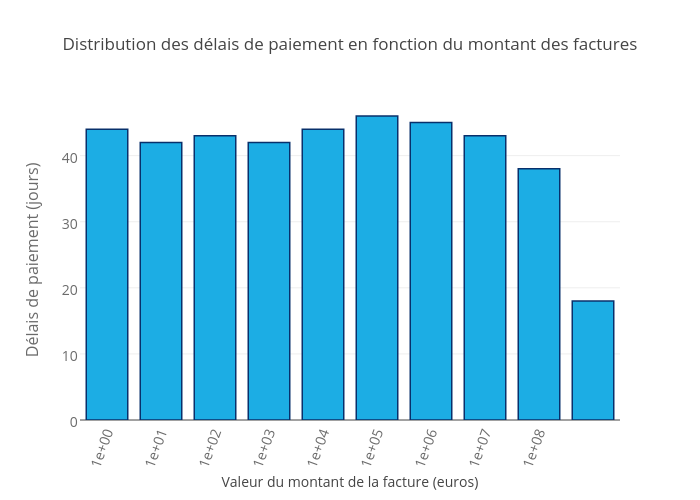 Distribution des délais de paiement en fonction du montant des factures
Délais de paiement (jours)
40
30
20
10
0
1e+00 1e+01 1e+02 1e+03 1e+04 1e+05 1e+06 1e+07 1e+08
Valeur du montant de la facture (euros)